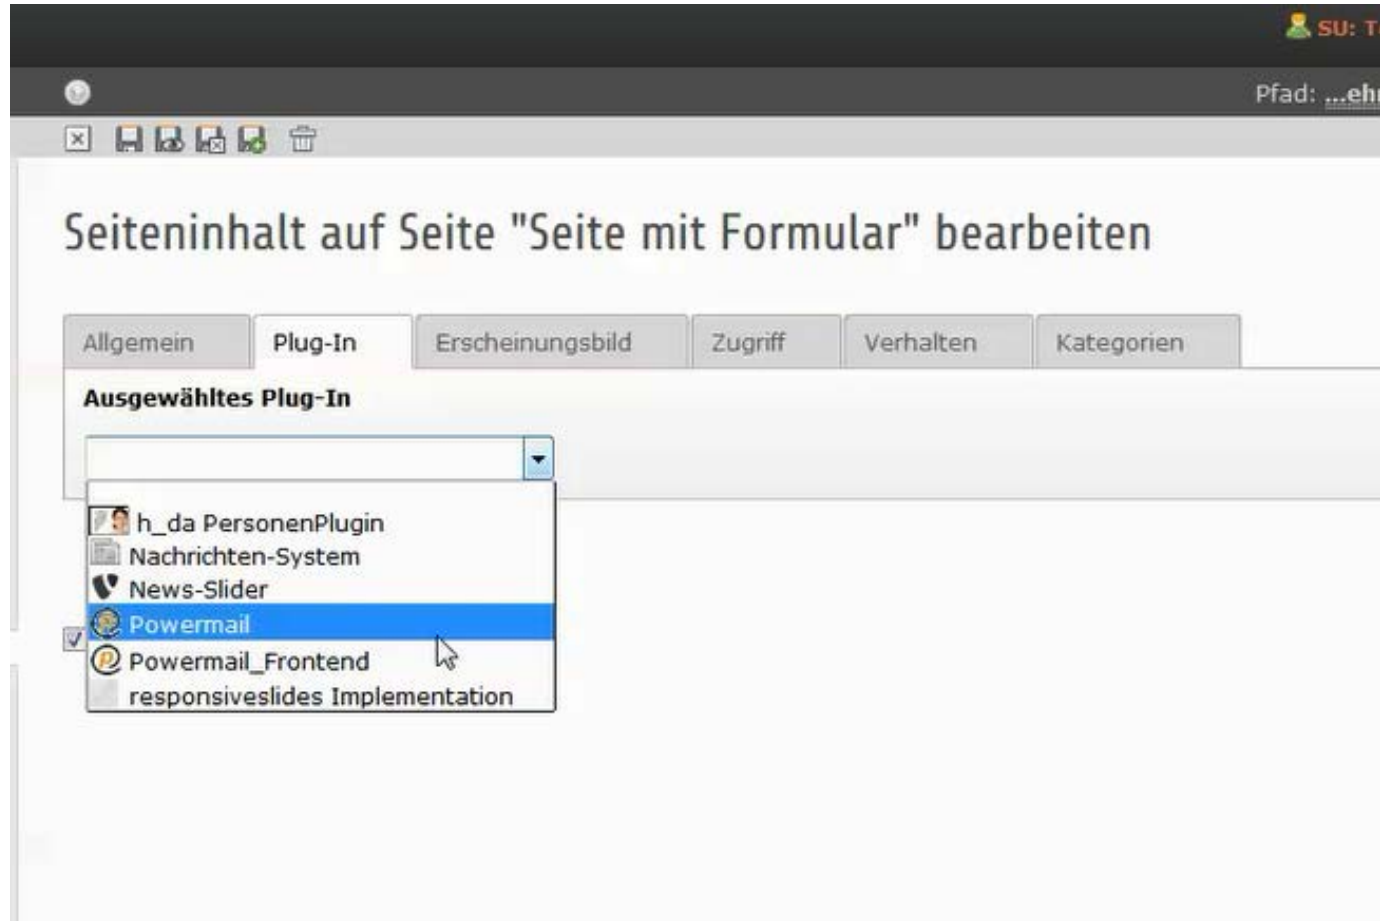 SU: T
Pfad: ...eh
Seiteninhalt auf Seite "Seite mit Formular" bearbeiten
Allgemein Plug-In Erscheinungsbild Zugriff Verhalten Kategorien
Ausgewähltes Plug-In
h_da PersonenPlugin
Nachrichten-System
News-Slider
Powermail
Powermail_Frontend
responsiveslides Implementation